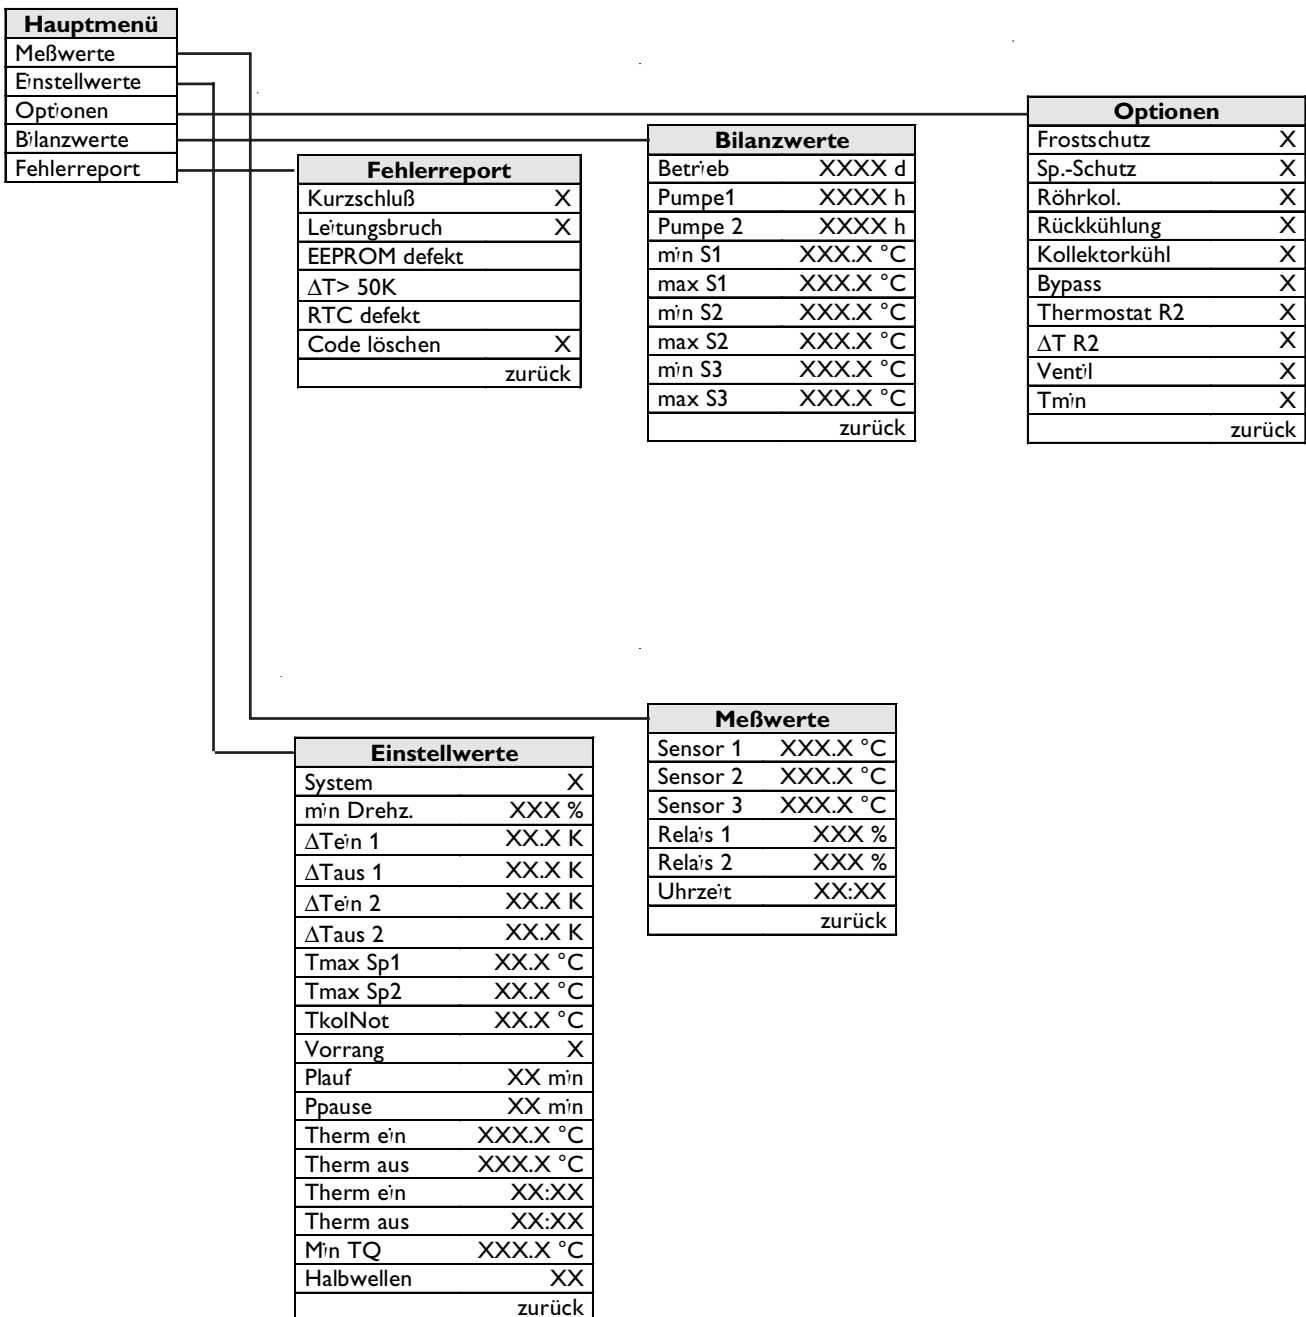 Hauptmenü
Meßwerte
Einstellwerte
Optionen
Bilanzwerte
Fehlerreport
Fehlerreport
Kurzschluß X
Leitungsbruch X
EEPROM defekt
ΔT> 50K
RTC defekt
Code löschen X
zurück
Bilanzwerte
Betrieb XXXX d
Pumpe1 XXXX h
Pumpe 2 XXXX h
min S1 XXX.X °C
max S1 XXX.X °C
min S2 XXX.X °C
max S2 XXX.X °C
min S3 XXX.X °C
max S3 XXX.X °C
zurück
Optionen
Frostschutz X
Sp.-Schutz X
Röhrkol. X
Rückkühlung X
Kollektorkühl X
Bypass X
Thermostat R2 X
ΔT R2 X
Ventil X
Tmin X
zurück
Einstellwerte
System X
min Drehz. XXX %
ΔTein 1 XX.X K
ΔTaus 1 XX.X K
ΔTein 2 XX.X K
ΔTaus 2 XX.X K
Tmax Sp1 XX.X °C
Tmax Sp2 XX.X °C
TkolNot XX.X °C
Vorrang X
Plauf XX min
Ppause XX min
Therm ein XXX.X °C
Therm aus XXX.X °C
Therm ein XX:XX
Therm aus XX:XX
Min TQ XXX.X °C
Halbwellen XX
zurück
Meßwerte
Sensor 1 XXX.X °C
Sensor 2 XXX.X °C
Sensor 3 XXX.X °C
Relais 1 XXX %
Relais 2 XXX %
Uhrzeit XX:XX
zurück